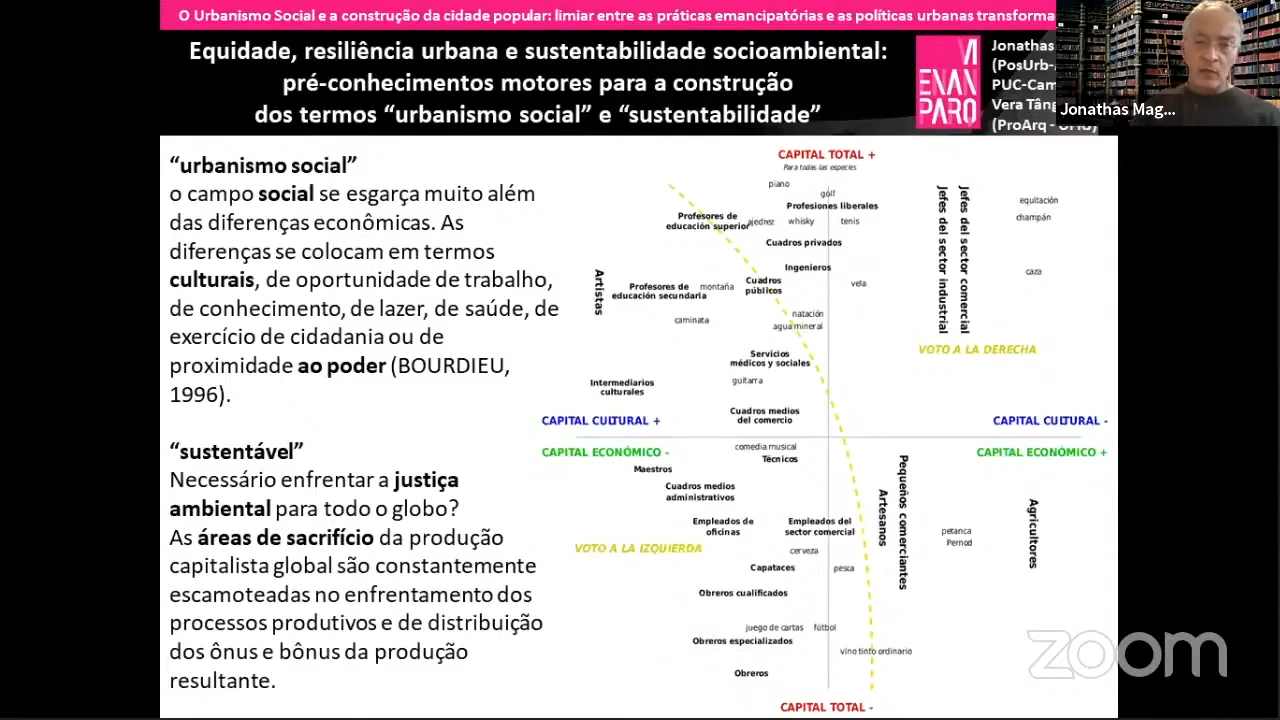 O Urbanismo Social e a construção da cidade popular: limiar entre as práticas emancipatórias e as políticas urbanas transforma
Equidade, resiliência urbana e sustentabilidade socioambiental:
pré-conhecimentos motores para a construção
dos termos “urbanismo social” e “sustentabilidade”
VI
ENAN
PARQ
Jonathas
(PosUrb-
PUC-Cam
Vera Tâng
(ProArq -
Jonathas Mag...
“urbanismo social”
o campo social se esgarça muito além
das diferenças econômicas. As
diferenças se colocam em termos
culturais, de oportunidade de trabalho,
de conhecimento, de lazer, de saúde, de
exercício de cidadania ou de
proximidade ao poder (BOURDIEU,
1996).
“sustentável”
Necessário enfrentar a justiça
ambiental para todo o globo?
As áreas de sacrifício da produção
capitalista global são constantemente
escamoteadas no enfrentamento dos
processos produtivos e de distribuição
dos ônus e bônus da produção
resultante.
CAPITAL TOTAL +
Para todas las especies
piano
golf
Profesiones liberales
Profesores de
educación superior
ajedrez
whisky
tenis
Cuadros privados
Ingenieros
Cuadros
públicos
vela
Artistas
Profesores de
educación secundaria
montaña
caminata
natación
agua mineral
Jefes del sector industrial
Jefes del sector comercial
equitación
champán
caza
VOTO A LA DERECHA
Servicios
médicos y sociales
guitarra
Intermediarios
culturales
Cuadros medios
del comercio
CAPITAL CULTURAL +
CAPITAL CULTURAL -
CAPITAL ECONÓMICO -
CAPITAL ECONÓMICO +
comedia musical
Técnicos
Maestros
Cuadros medios
administrativos
Empleados de
oficinas
Empleados del
sector comercial
VOTO A LA IZQUIERDA
cerveza
Capataces
pesca
Artesanos
Pequeños comerciantes
petanca
Pernod
Agricultores
Obreros cualificados
juego de cartas
fútbol
Obreros especializados
vino tinto ordinario
Obreros
CAPITAL TOTAL -
zoom